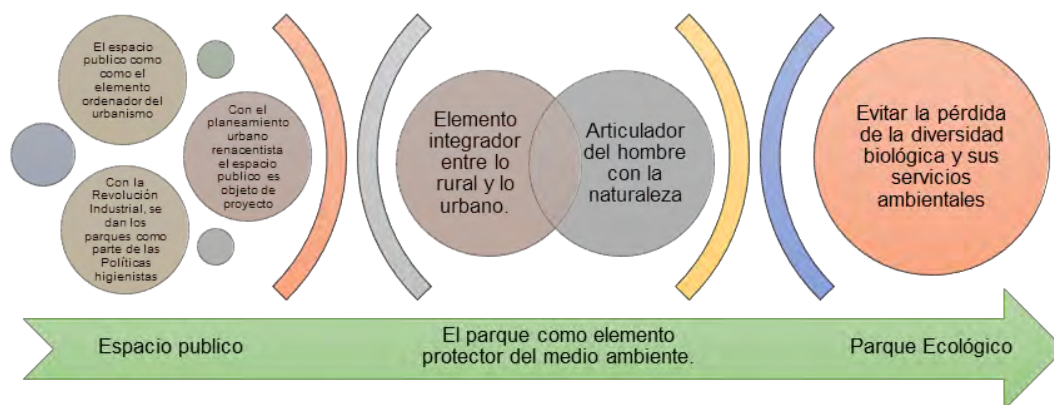 El espacio
publico como
como el
elemento
ordenador del
urbanismo
Con el
planeamiento
urbano
renacentista
el espacio
publico es
objeto de
proyecto
Con la
Revolución
Industrial, se
dan los
parques como
parte de las
Políticas
higienistas
Elemento
integrador
entre lo
rural y lo
urbano.
Articulador
del hombre
con la
naturaleza
Evitar la pérdida
de la diversidad
biológica y sus
servicios
ambientales
Espacio publico
El parque como elemento
protector del medio ambiente.
Parque Ecológico